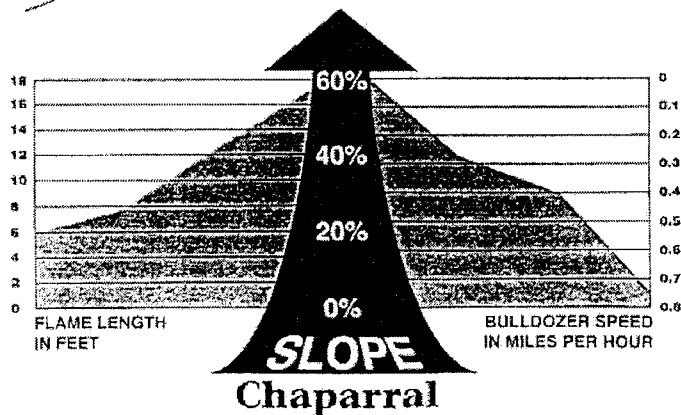 60%
18 0
16 0.1
14 0.2
12 40% 0.3
10 0.4
8 0.5
6 20% 0.6
4 0.7
2
0 0% 0.8
FLAME LENGTH BULLDOZER SPEED
IN FEET IN MILES PER HOUR
SLOPE
Chaparral